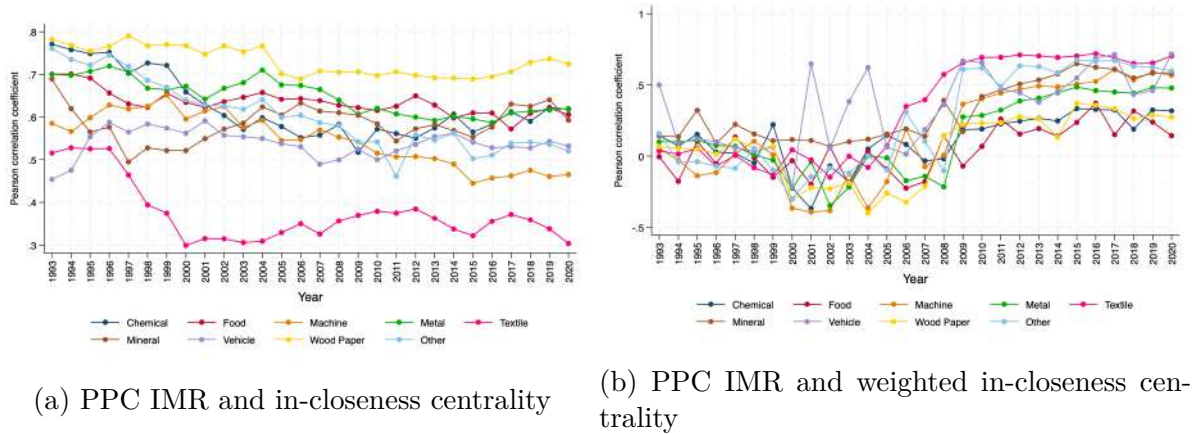 .8
.7
.6
.5
.4
.3
Pearson correlation coefficient
1993 1994 1995 1996 1997 1998 1999 2000 2001 2002 2003 2004 2005 2006 2007 2008 2009 2010 2011 2012 2013 2014 2015 2016 2017 2018 2019 2020
Year
Chemical Food Machine Metal Textile
Mineral Vehicle Wood Paper Other
(a) PPC IMR and in-closeness centrality
1
.5
0
-.5
Pearson correlation coefficient
1993 1994 1995 1996 1997 1998 1999 2000 2001 2002 2003 2004 2005 2006 2007 2008 2009 2010 2011 2012 2013 2014 2015 2016 2017 2018 2019 2020
Year
Chemical Food Machine Metal Textile
Mineral Vehicle Wood Paper Other
(b) PPC IMR and weighted in-closeness cen-
trality